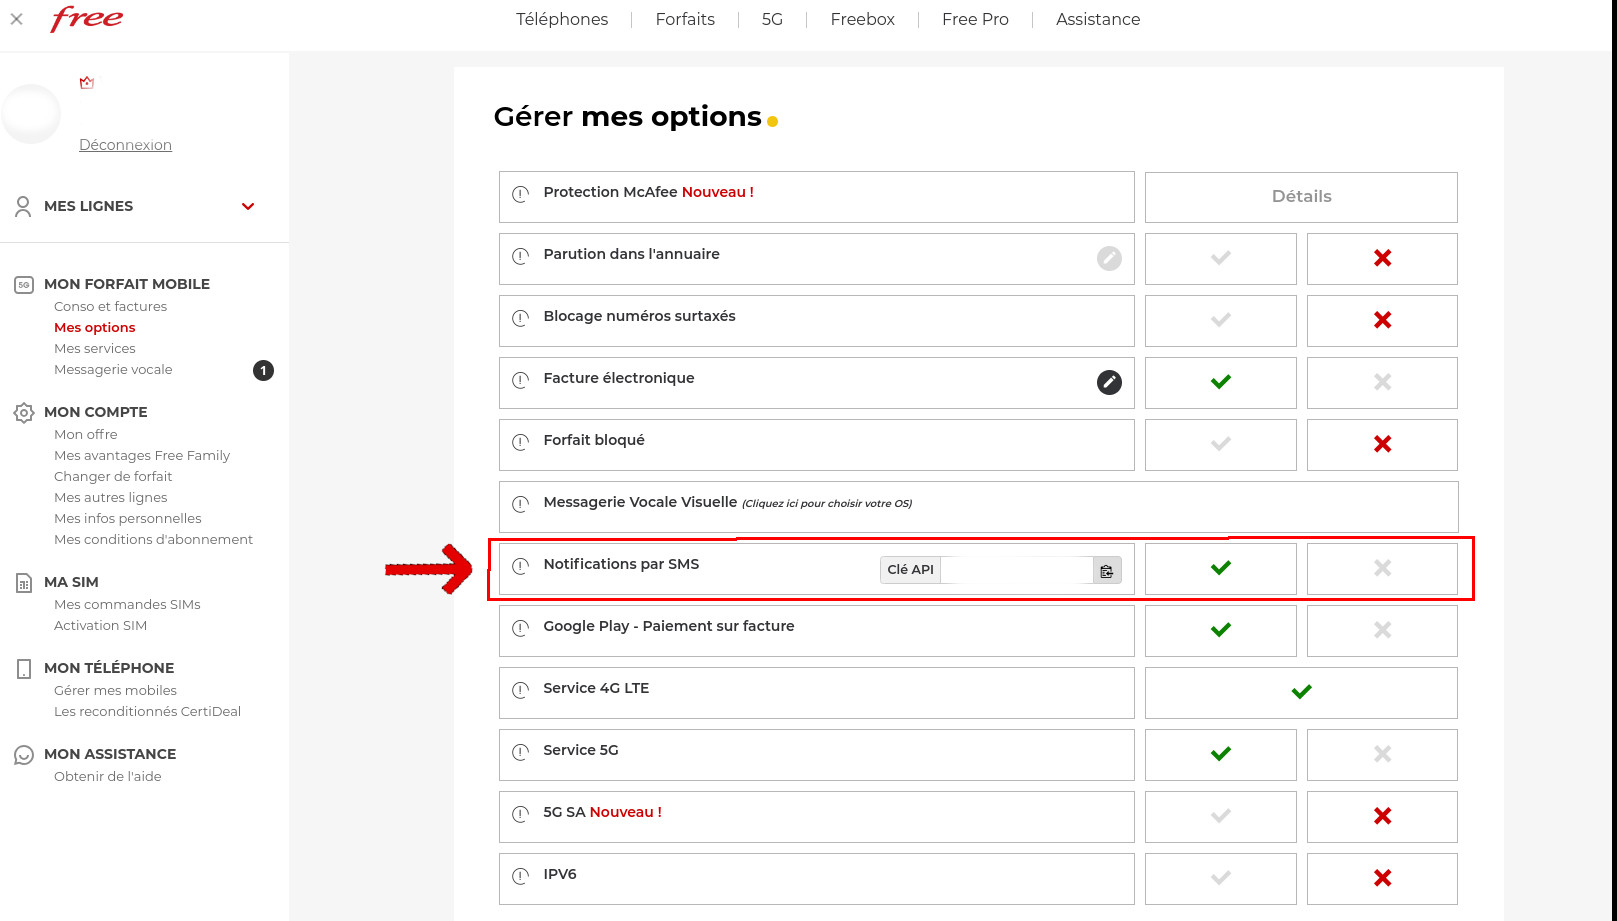 free
Téléphones
Forfaits
5G
Freebox
Free Pro
Assistance
Déconnexion
MES LIGNES
5G
MON FORFAIT MOBILE
Conso et factures
Mes options
Mes services
Messagerie vocale
1
MON COMPTE
Mon offre
Mes avantages Free Family
Changer de forfait
Mes autres lignes
Mes infos personnelles
Mes conditions d'abonnement
MA SIM
Mes commandes SIMs
Activation SIM
MON TÉLÉPHONE
Gérer mes mobiles
Les reconditionnés CertiDeal
MON ASSISTANCE
Obtenir de l'aide
Gérer mes options
Protection McAfee Nouveau !
Détails
Parution dans l'annuaire
Blocage numéros surtaxés
Facture électronique
Forfait bloqué
Messagerie Vocale Visuelle (Cliquez ici pour choisir votre OS)
Notifications par SMS
Clé API
Google Play - Paiement sur facture
Service 4G LTE
Service 5G
5G SA Nouveau !
IPV6